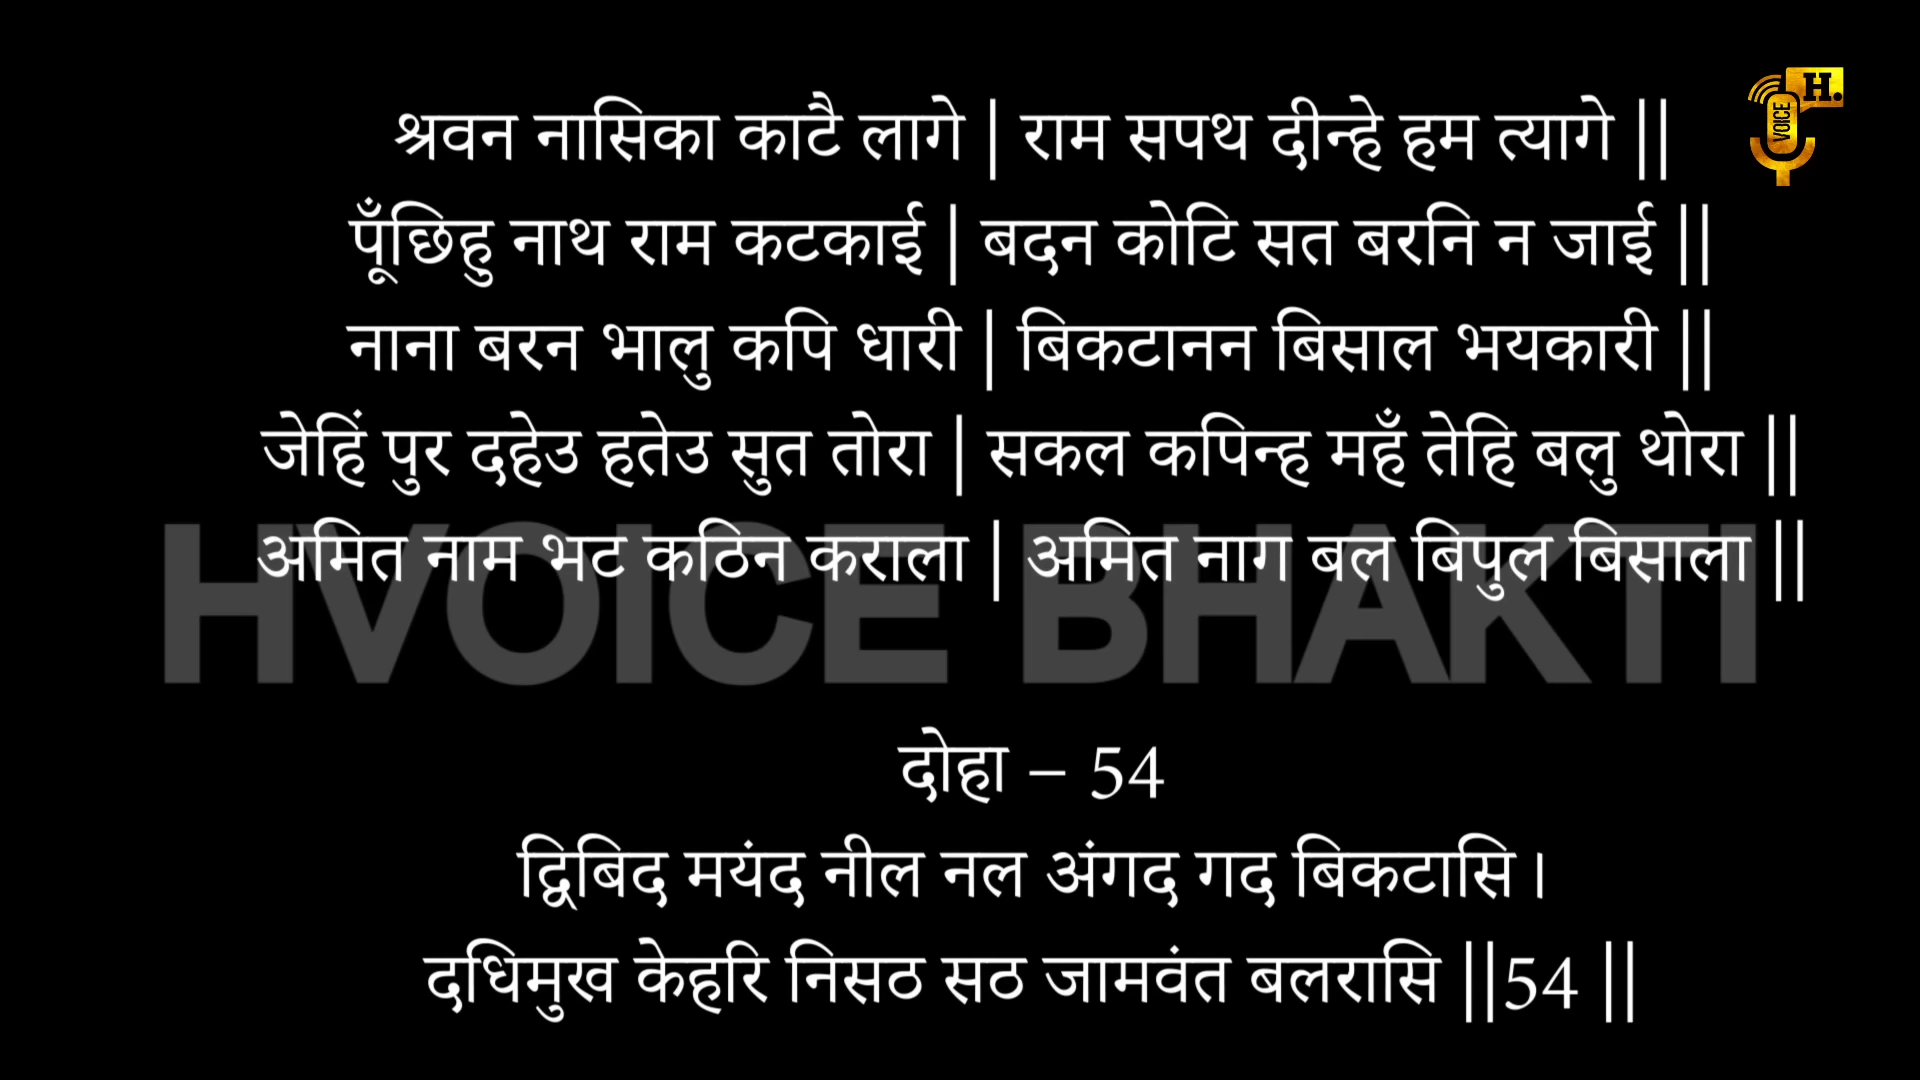 H.
VOICE
श्रवन नासिका काटै लागे | राम सपथ दीन्हे हम त्यागे ||
पूँछिहु नाथ राम कटकाई | बदन कोटि सत बरनि न जाई ||
नाना बरन भालु कपि धारी | बिकटानन बिसाल भयकारी ||
जेहिं पुर दहेउ हतेउ सुत तोरा | सकल कपिन्ह महँ तेहि बलु थोरा ||
अमित नाम भट कठिन कराला | अमित नाग बल बिपुल बिसाला ||
HVOICE BHAKTI
दोहा – 54
द्विबिद मयंद नील नल अंगद गद बिकटासि ।
दधिमुख केहरि निसठ सठ जामवंत बलरासि ||54 ||